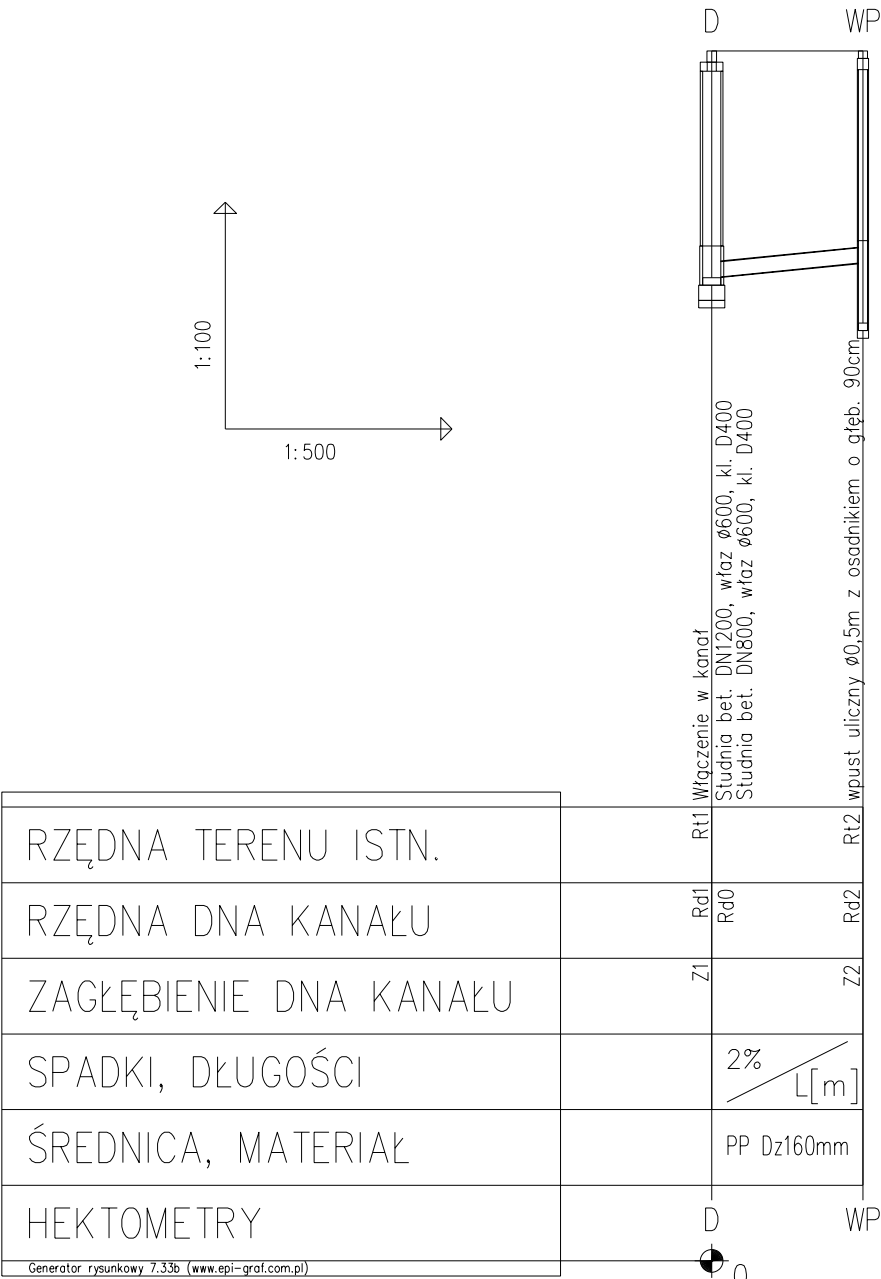 D
WP
1:100
1:500
Włączenie w kanał
Studnia bet. DN1200, właz ø600, kl. D400
Studnia bet. DN800, właz ø600, kl. D400
wpust uliczny ø0,5m z osadnikiem o głęb. 90cm
RZĘDNA TERENU ISTN.
Rt1
Rt2
RZĘDNA DNA KANAŁU
Rd1
Rd0
Rd2
ZAGŁĘBIENIE DNA KANAŁU
Z1
Z2
SPADKI, DŁUGOŚCI
2%
L[m]
ŚREDNICA, MATERIAŁ
PP Dz160mm
HEKTOMETRY
D
WP
Generator rysunkowy 7.33b (www.epi-graf.com.pl)